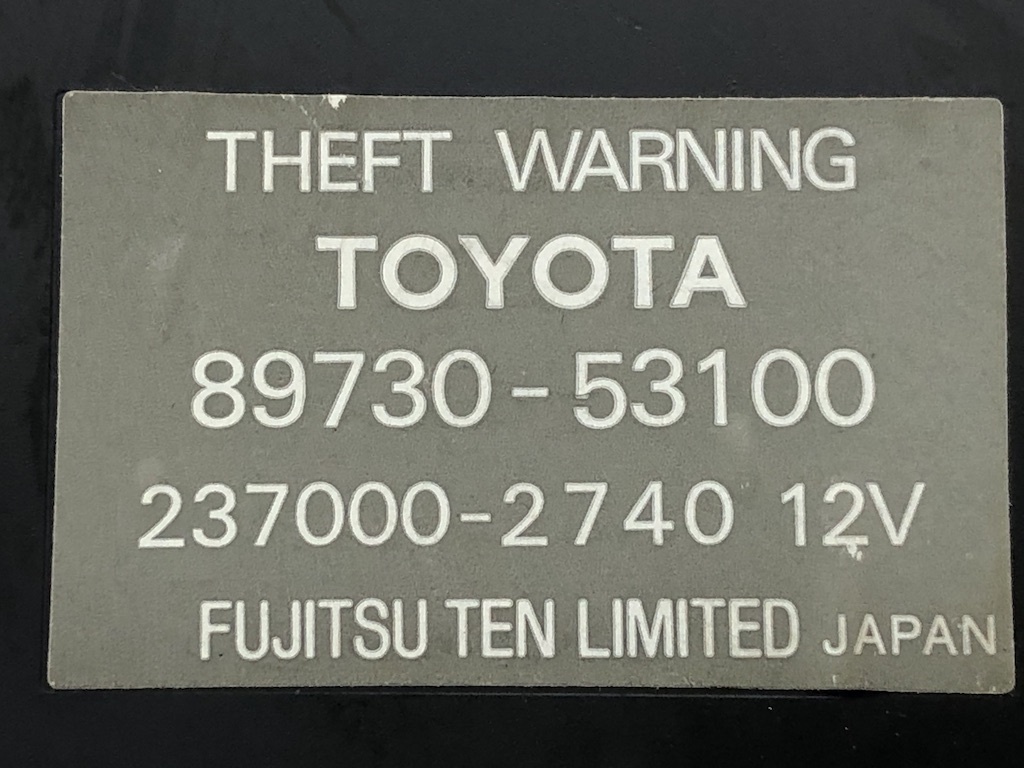 THEFT WARNING
TOYOTA
89730-53100
237000-2740 12V
FUJITSU TEN LIMITED JAPAN